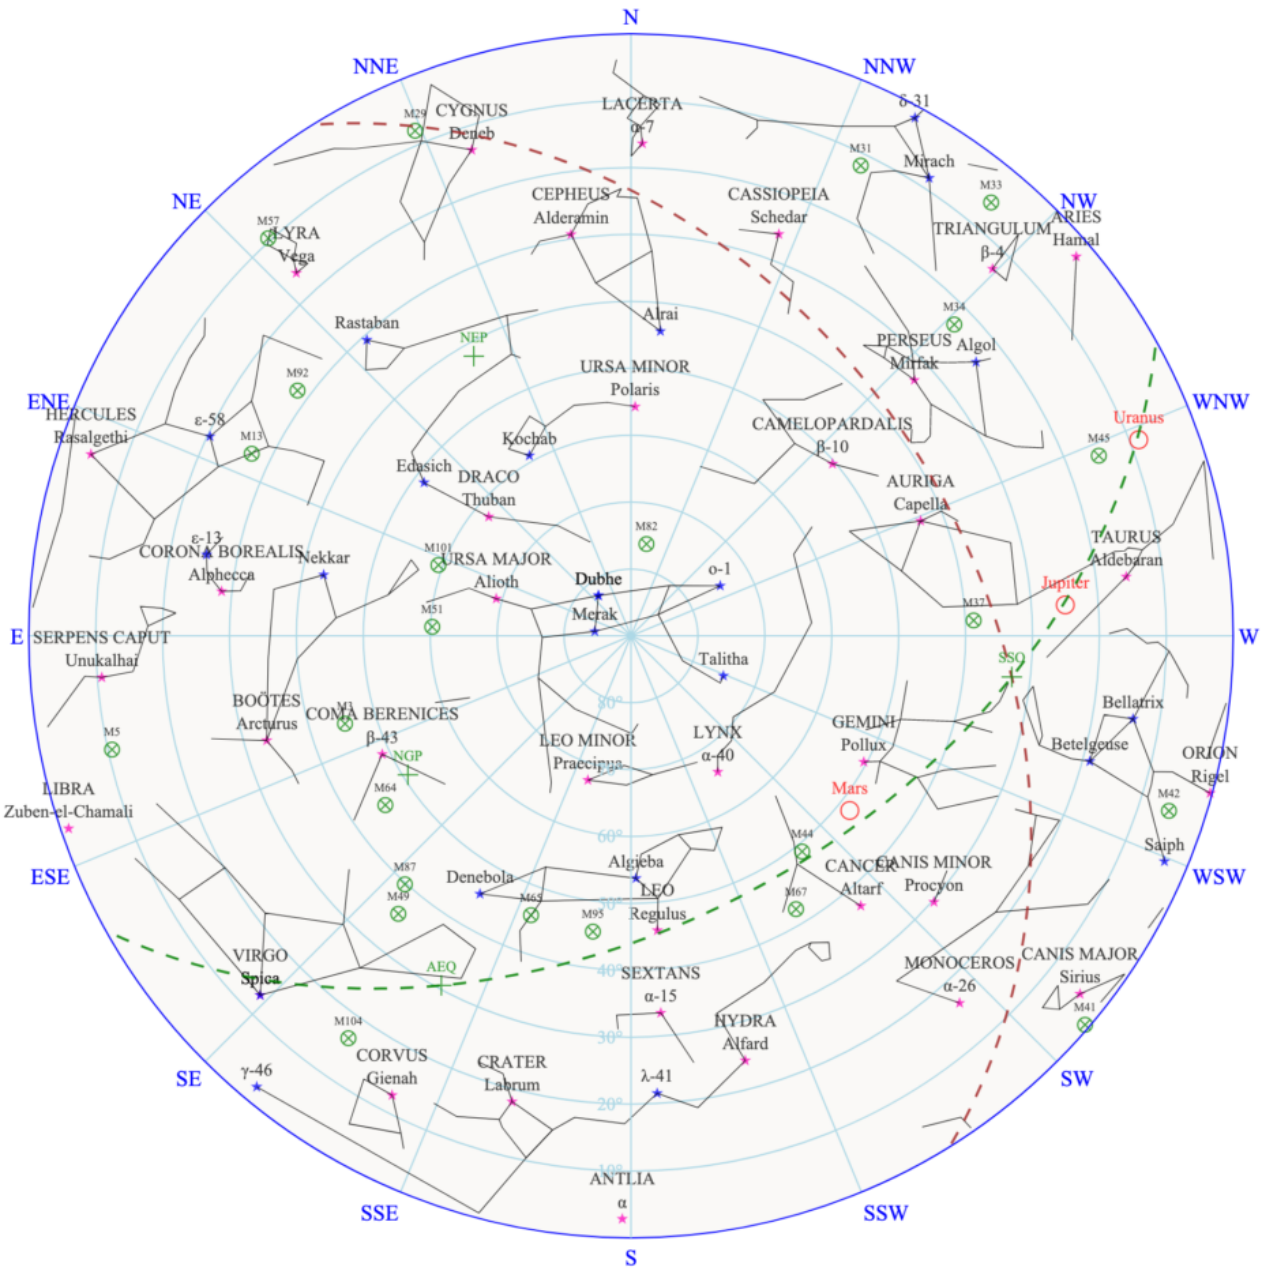 N
NNE
NNW
LACERTA
α-7
δ-31
M29
CYGNUS
Deneb
M31
Mirach
M33
NE
NW
CEPHEUS
Alderamin
CASSIOPEIA
Schedar
ARIES
Hamal
M57
LYRA
Vega
TRIANGULUM
β-4
Rastaban
NEP
Alrai
M34
PERSEUS
Mirfak
Algol
M92
URSA MINOR
Polaris
ENE
WNW
HERCULES
Rasalgethi
ε-58
M13
Kochab
CAMELOPARDALIS
β-10
Uranus
M45
Edasich
DRACO
Thuban
AURIGA
Capella
M82
ε-13
CORONA BOREALIS
Alphecca
Nekkar
M101
URSA MAJOR
Alioth
Dubhe
Merak
ο-1
TAURUS
Aldebaran
Jupiter
M51
M37
E
W
SERPENS CAPUT
Unukalhai
SSO
Talitha
80°
BOÖTES
Arcturus
COMA BERENICES
β-43
NGP
LEO MINOR
Praecipua
LYNX
α-40
GEMINI
Pollux
Bellatrix
Betelgeuse
M5
ORION
Rigel
LIBRA
Zuben-el-Chamali
M64
Mars
M42
60°
Saiph
ESE
WSW
M44
M87
M49
Denebola
Algieba
LEO
Regulus
M65
M95
50°
CANCER
Altarf
CANIS MINOR
Procyon
M67
VIRGO
Spica
AEQ
40°
SEXTANS
α-15
MONOCEROS
α-26
CANIS MAJOR
Sirius
M41
M104
30°
HYDRA
Alfard
SE
SW
γ-46
CORVUS
Gienah
CRATER
Labrum
λ-41
20°
10°
ANTLIA
α
SSE
SSW
S